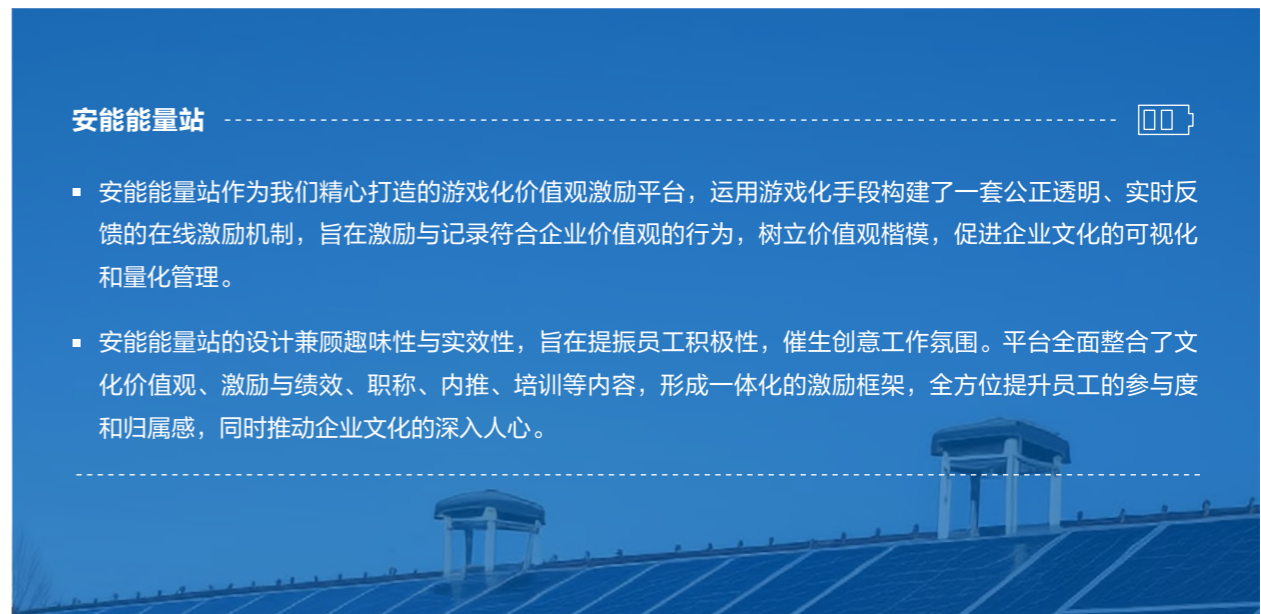 安能能量站
安能能量站作为我们精心打造的游戏化价值观激励平台，运用游戏化手段构建了一套公正透明、实时反
馈的在线激励机制，旨在激励与记录符合企业价值观的行为，树立价值观楷模，促进企业文化的可视化
和量化管理。
安能能量站的设计兼顾趣味性与实效性，旨在提振员工积极性，催生创意工作氛围。平台全面整合了文
化价值观、激励与绩效、职称、内推、培训等内容，形成一体化的激励框架，全方位提升员工的参与度
和归属感，同时推动企业文化的深入人心。